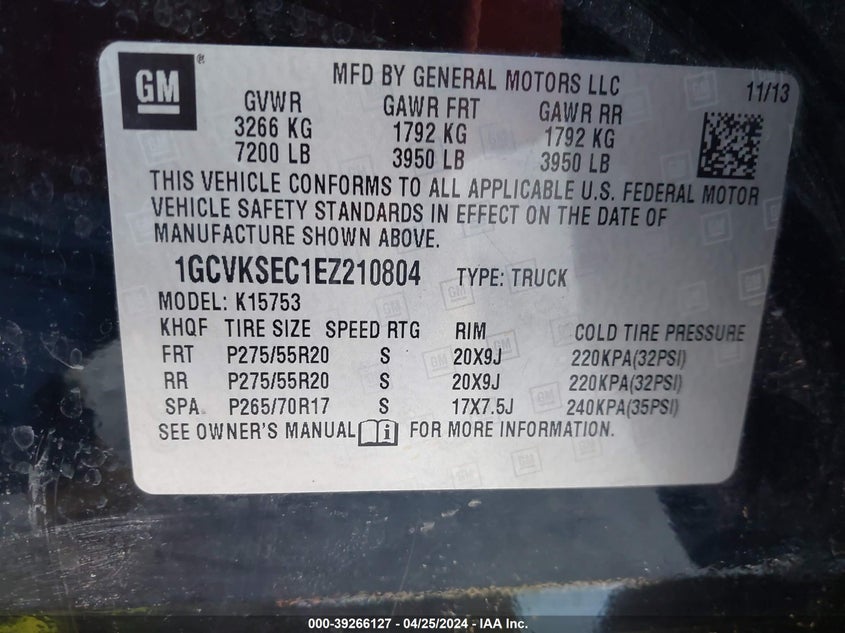 GM®
MFD BY GENERAL MOTORS LLC 11/13
GVWR GAWR FRT GAWR RR
3266 KG 1792 KG 1792 KG
7200 LB 3950 LB 3950 LB
THIS VEHICLE CONFORMS TO ALL APPLICABLE U.S. FEDERAL MOTOR
VEHICLE SAFETY STANDARDS IN EFFECT ON THE DATE OF
MANUFACTURE SHOWN ABOVE.
1GCVKSEC1EZ210804 TYPE: TRUCK
MODEL: K15753
KHQF TIRE SIZE SPEED RTG RIM COLD TIRE PRESSURE
FRT P275/55R20 S 20X9J 220KPA(32PSI)
RR P275/55R20 S 20X9J 220KPA(32PSI)
SPA P265/70R17 S 17X7.5J 240KPA(35PSI)
SEE OWNER'S MANUAL i FOR MORE INFORMATION.
000-39266127 - 04/25/2024 - IAA Inc.